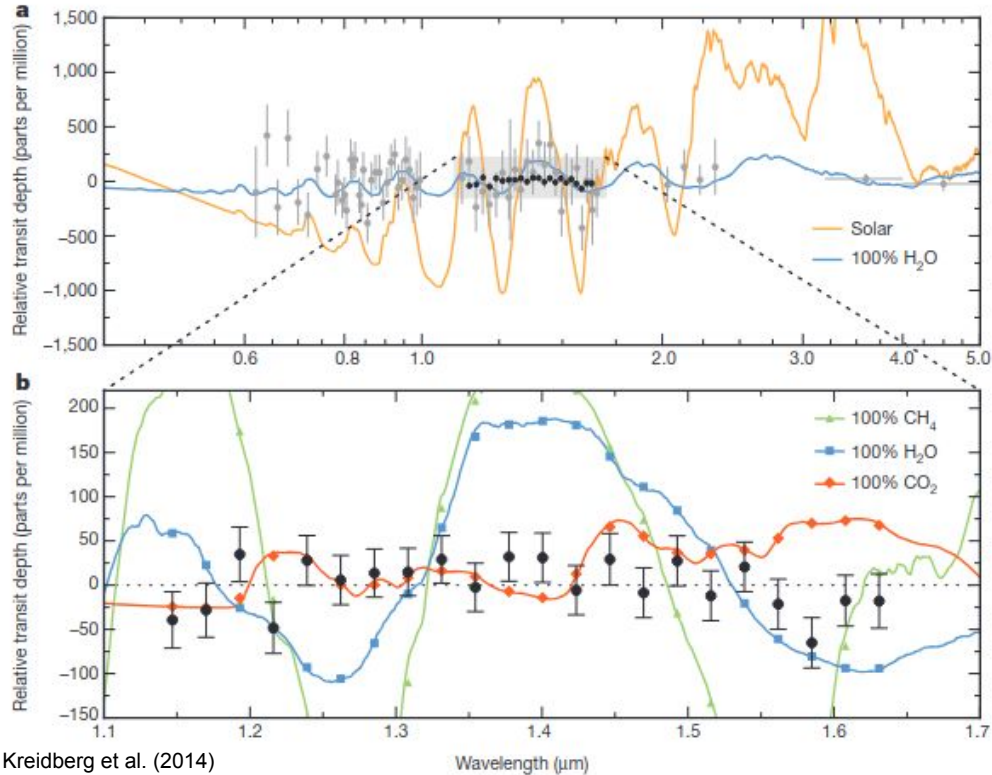 a
1,500
1,000
500
0
−500
−1,000
−1,500
Relative transit depth (parts per million)
Solar
100% H₂O
0.6 0.8 1.0 2.0 3.0 4.0 5.0
b
200
150
100
50
0
−50
−100
−150
Relative transit depth (parts per million)
100% CH₄
100% H₂O
100% CO₂
1.1 1.2 1.3 1.4 1.5 1.6 1.7
Wavelength (μm)
Kreidberg et al. (2014)